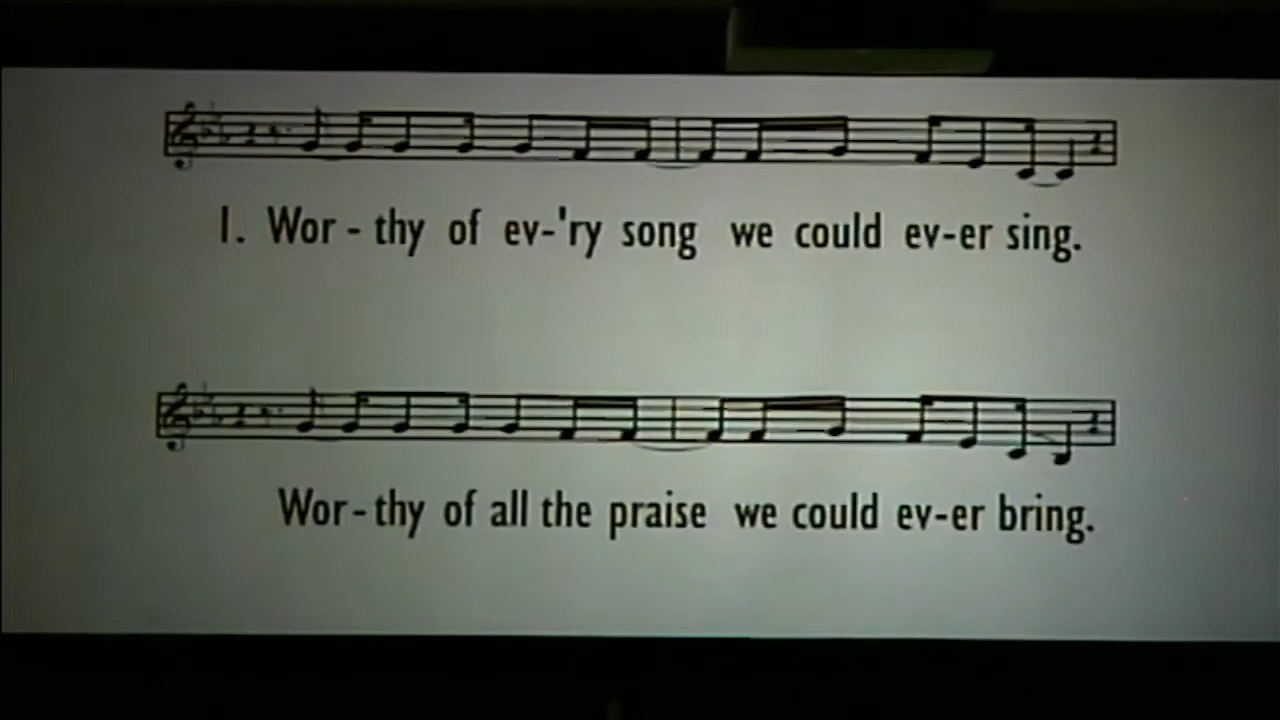 1. Wor - thy of ev-'ry song we could ev-er sing.
Wor-thy of all the praise we could ev-er bring.